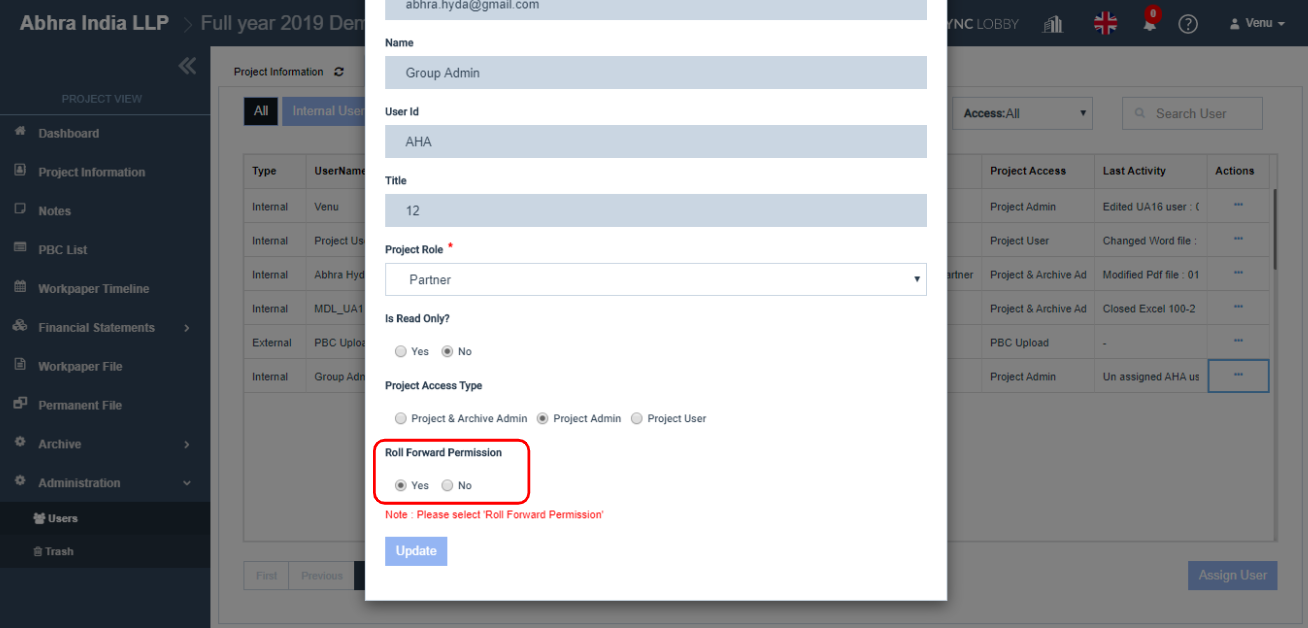 Abhra India LLP > Full year 2019 Dem
NC LOBBY
0
Venu
PROJECT VIEW
Dashboard
Project Information
Notes
PBC List
Workpaper Timeline
Financial Statements
Workpaper File
Permanent File
Archive
Administration
Users
Trash
Project Information
All Internal User
Access:All
Search User
Type UserName Project Access Last Activity Actions
Internal Venu Project Admin Edited UA16 user : 0
Internal Project Us Project User Changed Word file :
Internal Abhra Hyd artner Project & Archive Ad Modified Pdf file : 01
Internal MDL_UA1 Project & Archive Ad Closed Excel 100-2
External PBC Uploa PBC Upload -
Internal Group Adm Project Admin Un assigned AHA us
First Previous
Assign User
abhra.hyda@gmail.com
Name
Group Admin
User Id
AHA
Title
12
Project Role *
Partner
Is Read Only?
Yes No
Project Access Type
Project & Archive Admin Project Admin Project User
Roll Forward Permission
Yes No
Note : Please select 'Roll Forward Permission'
Update